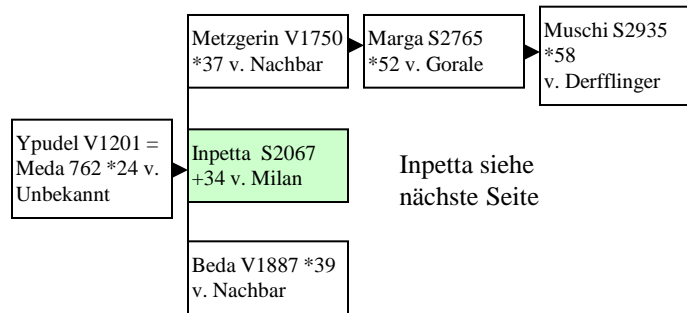 Metzgerin V1750
*37 v. Nachbar
Marga S2765
*52 v. Gorale
Muschi S2935
*58
v. Derfflinger
Ypudel V1201 =
Meda 762 *24 v.
Unbekannt
Inpetta  S2067
+34 v. Milan
Inpetta siehe
nächste Seite
Beda V1887 *39
v. Nachbar